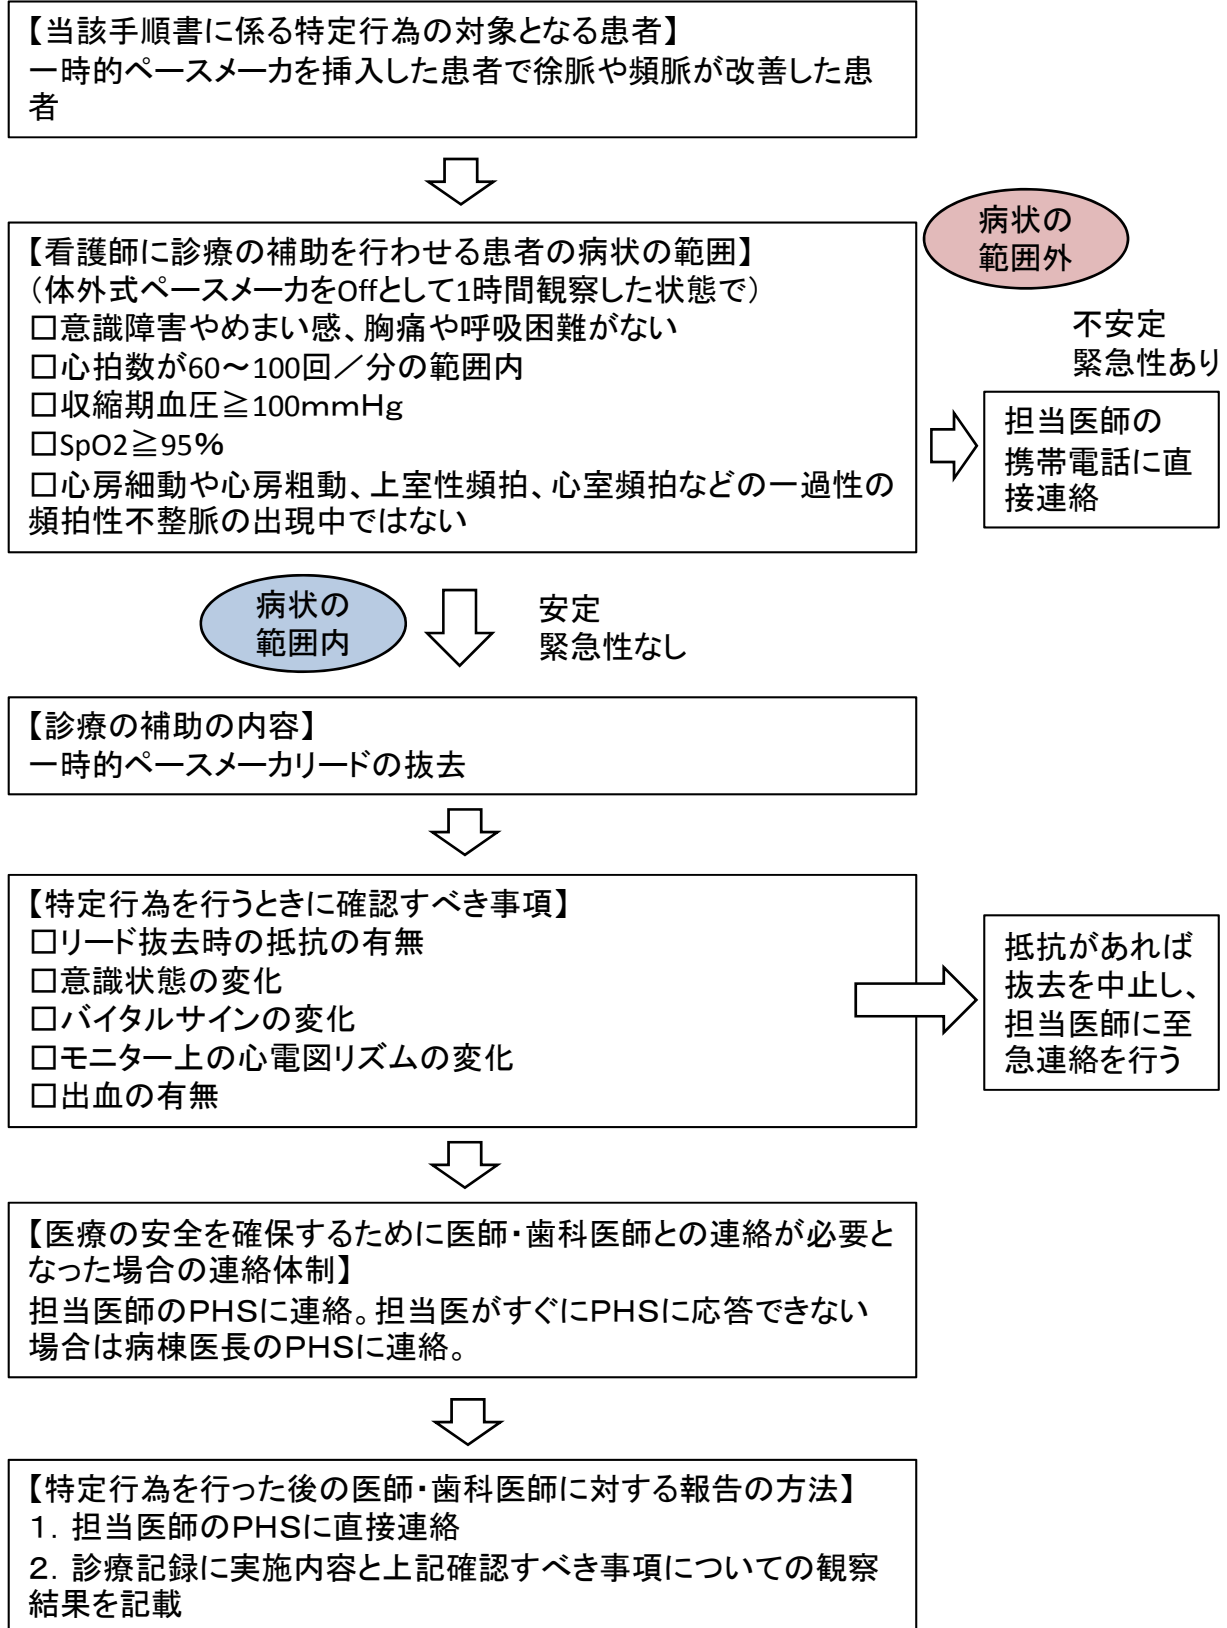 【当該手順書に係る特定行為の対象となる患者】
一時的ペースメーカを挿入した患者で徐脈や頻脈が改善した患
者
【看護師に診療の補助を行わせる患者の病状の範囲】
（体外式ペースメーカをOffとして1時間観察した状態で）
□意識障害やめまい感、胸痛や呼吸困難がない
□心拍数が60～100回／分の範囲内
□収縮期血圧≧100ｍｍＨｇ
□SpO2≧95％
□心房細動や心房粗動、上室性頻拍、心室頻拍などの一過性の
頻拍性不整脈の出現中ではない
病状の
範囲外
不安定
緊急性あり
担当医師の
携帯電話に直
接連絡
病状の
範囲内
安定
緊急性なし
【診療の補助の内容】
一時的ペースメーカリードの抜去
【特定行為を行うときに確認すべき事項】
□リード抜去時の抵抗の有無
□意識状態の変化
□バイタルサインの変化
□モニター上の心電図リズムの変化
□出血の有無
抵抗があれば
抜去を中止し、
担当医師に至
急連絡を行う
【医療の安全を確保するために医師・歯科医師との連絡が必要と
なった場合の連絡体制】
担当医師のＰＨＳに連絡。担当医がすぐにＰＨＳに応答できない
場合は病棟医長のＰＨＳに連絡。
【特定行為を行った後の医師・歯科医師に対する報告の方法】
１．担当医師のＰＨＳに直接連絡
２．診療記録に実施内容と上記確認すべき事項についての観察
結果を記載